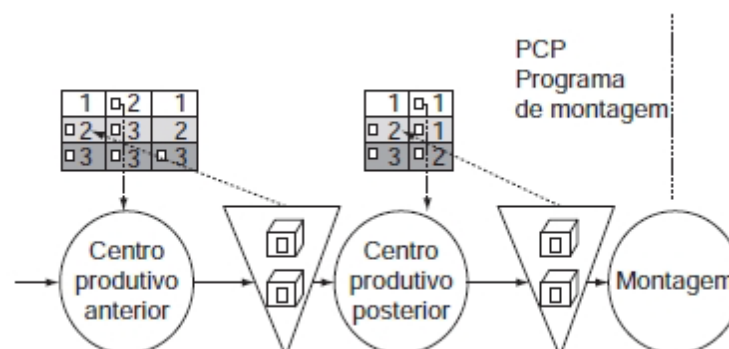 PCP
Programa
de montagem
1 2 1
2 3 2
3 3 3
1 1
2 1
3 2
Centro
produtivo
anterior
Centro
produtivo
posterior
Montagem